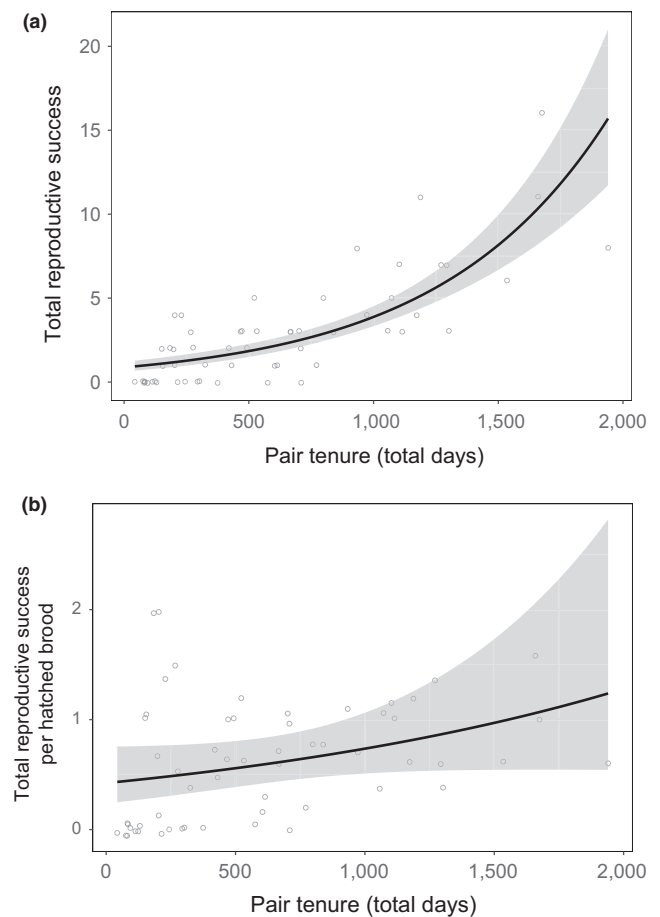 (a)
Total reproductive success
20
15
10
5
0
0 500 1,000 1,500 2,000
Pair tenure (total days)
(b)
Total reproductive success
per hatched brood
2
1
0
0 500 1,000 1,500 2,000
Pair tenure (total days)